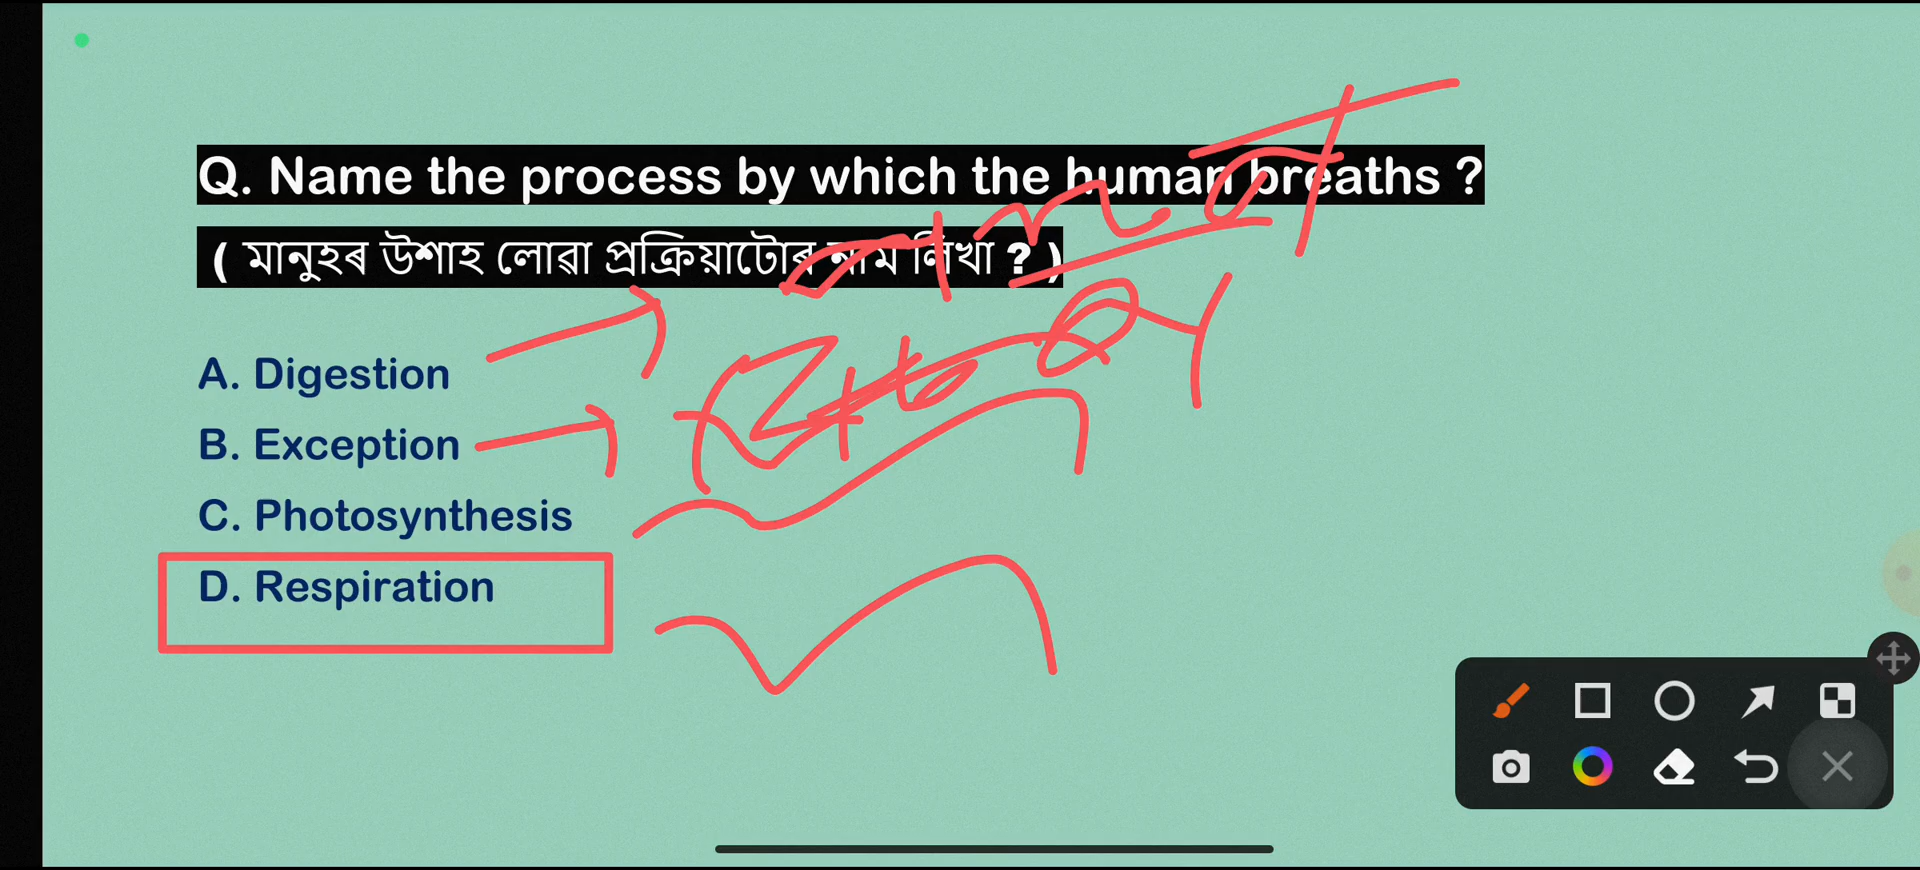 Q. Name the process by which the human breaths ?
( মানুহৰ উশাহ লোৱা প্ৰক্ৰিয়াটোৰ নাম লিখা ? )
A. Digestion
B. Exception
C. Photosynthesis
D. Respiration